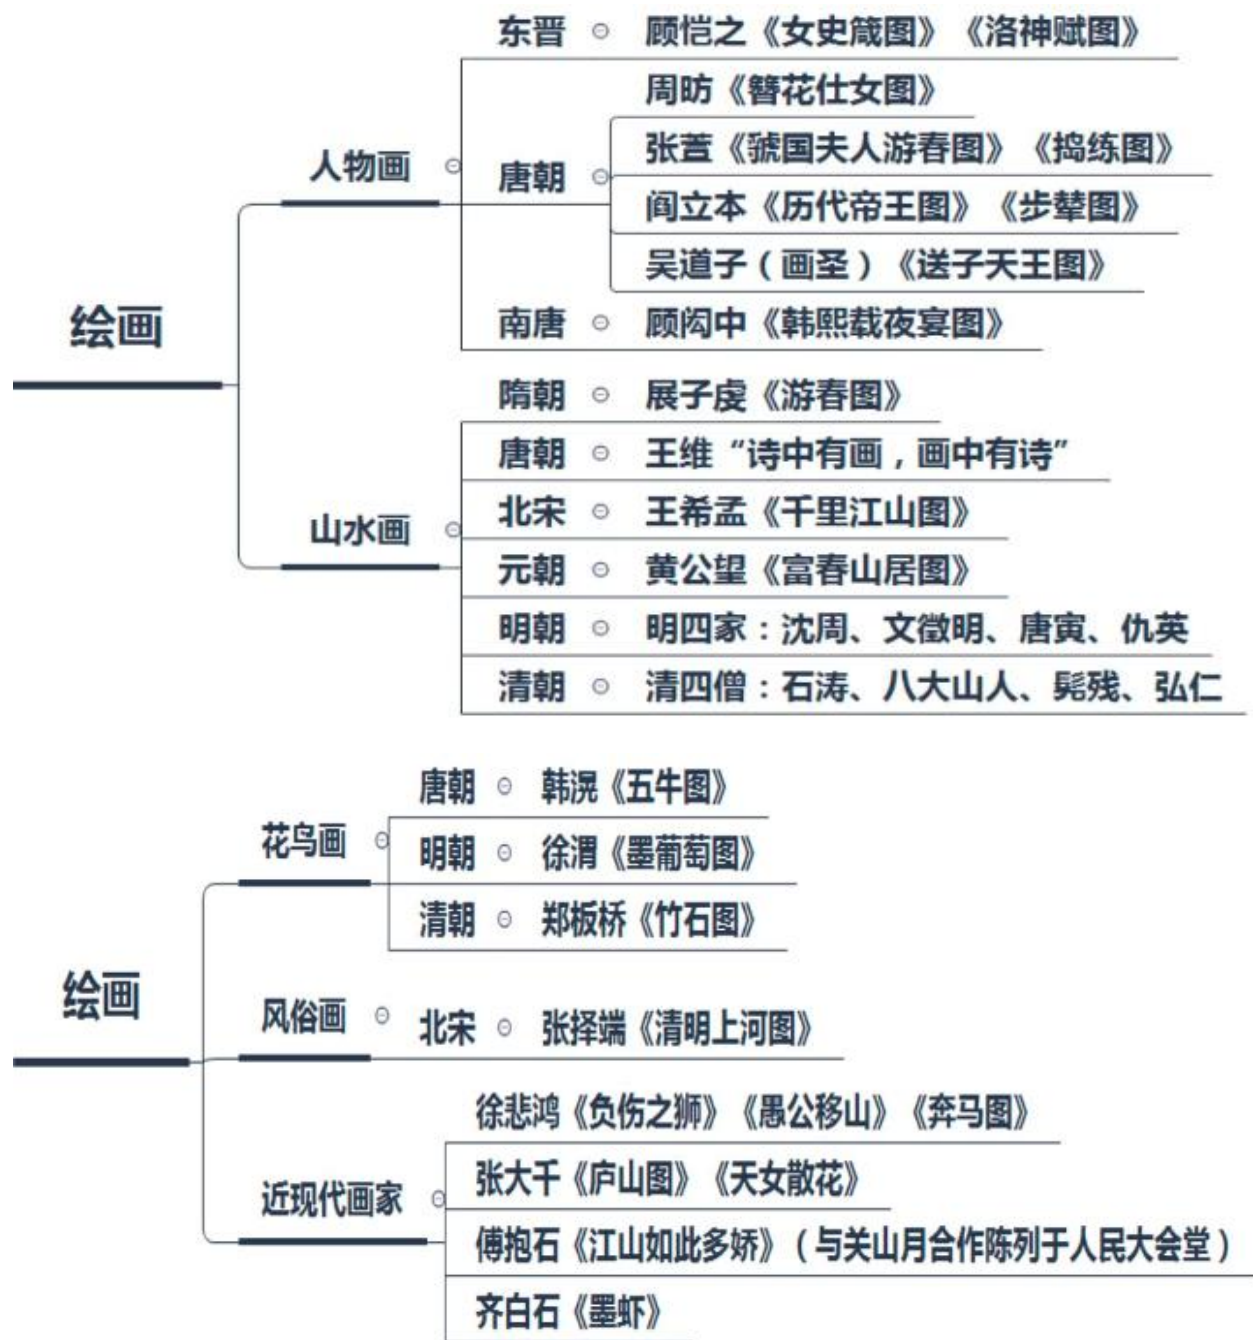 绘画
人物画
东晋 顾恺之《女史箴图》《洛神赋图》
唐朝
周昉《簪花仕女图》
张萱《虢国夫人游春图》《捣练图》
阎立本《历代帝王图》《步辇图》
吴道子（画圣）《送子天王图》
南唐 顾闳中《韩熙载夜宴图》
山水画
隋朝 展子虔《游春图》
唐朝 王维“诗中有画，画中有诗”
北宋 王希孟《千里江山图》
元朝 黄公望《富春山居图》
明朝 明四家：沈周、文徵明、唐寅、仇英
清朝 清四僧：石涛、八大山人、髡残、弘仁
绘画
花鸟画
唐朝 韩滉《五牛图》
明朝 徐渭《墨葡萄图》
清朝 郑板桥《竹石图》
风俗画
北宋 张择端《清明上河图》
近现代画家
徐悲鸿《负伤之狮》《愚公移山》《奔马图》
张大千《庐山图》《天女散花》
傅抱石《江山如此多娇》（与关山月合作陈列于人民大会堂）
齐白石《墨虾》